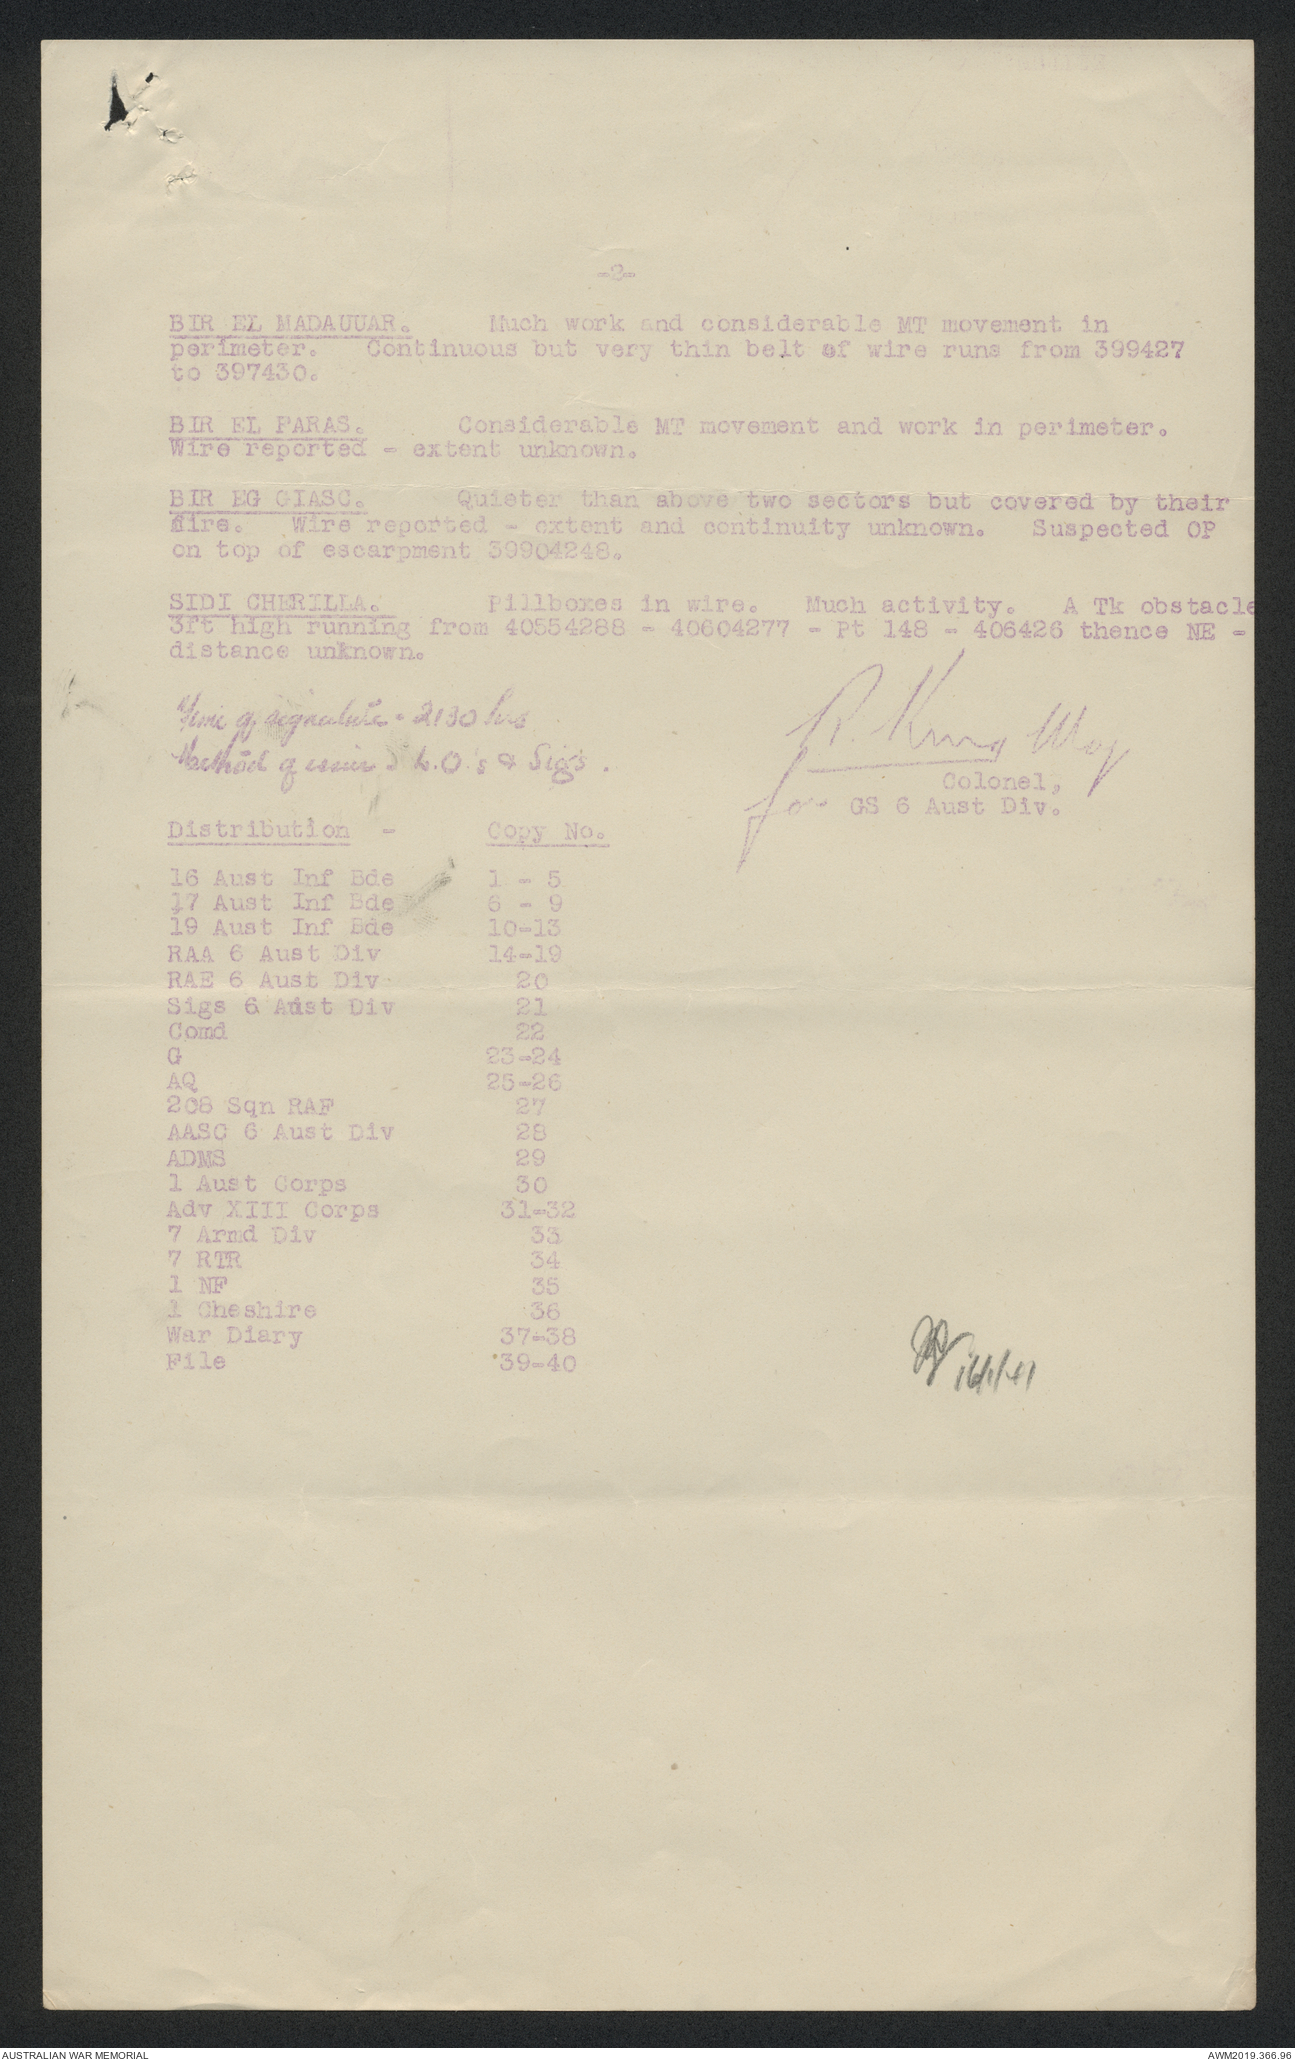 -2-
BIR EL MADAUUAR. Much work and considerable MT movement in
perimeter. Continuous but very thin belt of wire runs from 399427
to 397430.
BIR EL FARAS. Considerable MT movement and work in perimeter.
Wire reported - extent unknown.
BIR EG GIASC. Quieter than above two sectors but covered by their
fire. Wire reported - extent and continuity unknown. Suspected OP
on top of escarpment 39904248.
SIDI CHERILLA. Pillboxes in wire. Much activity. A Tk obstacle
3ft high running from 40554288 - 40604277 - Pt 148 - 406426 thence NE -
distance unknown.
Time of signature - 2130 hrs
Method of issue L.O.'s & Sigs.
R. King Maj
Colonel,
for GS 6 Aust Div.
Distribution - Copy No.
16 Aust Inf Bde 1 - 5
17 Aust Inf Bde 6 - 9
19 Aust Inf Bde 10-13
RAA 6 Aust Div 14-19
RAE 6 Aust Div 20
Sigs 6 Aust Div 21
Comd 22
G 23-24
AQ 25-26
208 Sqn RAF 27
AASC 6 Aust Div 28
ADMS 29
1 Aust Corps 30
Adv XIII Corps 31-32
7 Armd Div 33
7 RTR 34
1 NF 35
1 Cheshire 36
War Diary 37-38
File 39-40
16/1/41
AUSTRALIAN WAR MEMORIAL
AWM2019.366.96